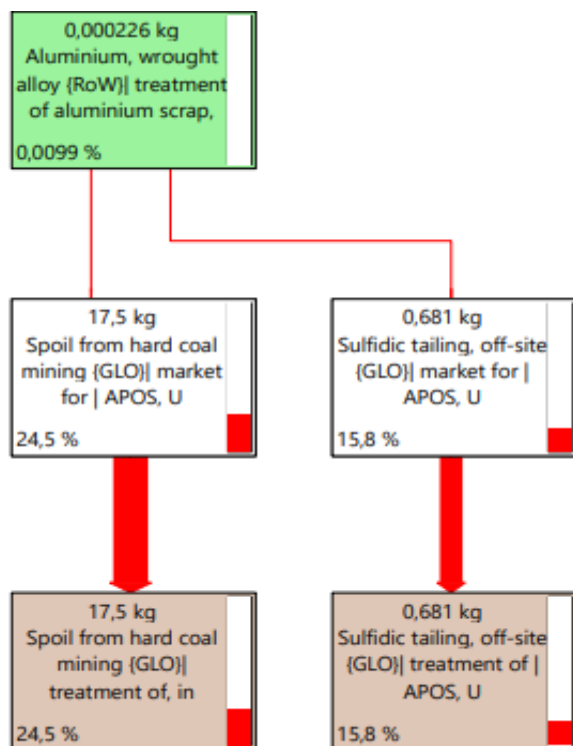 0,000226 kg
Aluminium, wrought
alloy {RoW}| treatment
of aluminium scrap,
0,0099 %
17,5 kg
Spoil from hard coal
mining {GLO}| market
for | APOS, U
24,5 %
0,681 kg
Sulfidic tailing, off-site
{GLO}| market for |
APOS, U
15,8 %
17,5 kg
Spoil from hard coal
mining {GLO}|
treatment of, in
24,5 %
0,681 kg
Sulfidic tailing, off-site
{GLO}| treatment of |
APOS, U
15,8 %